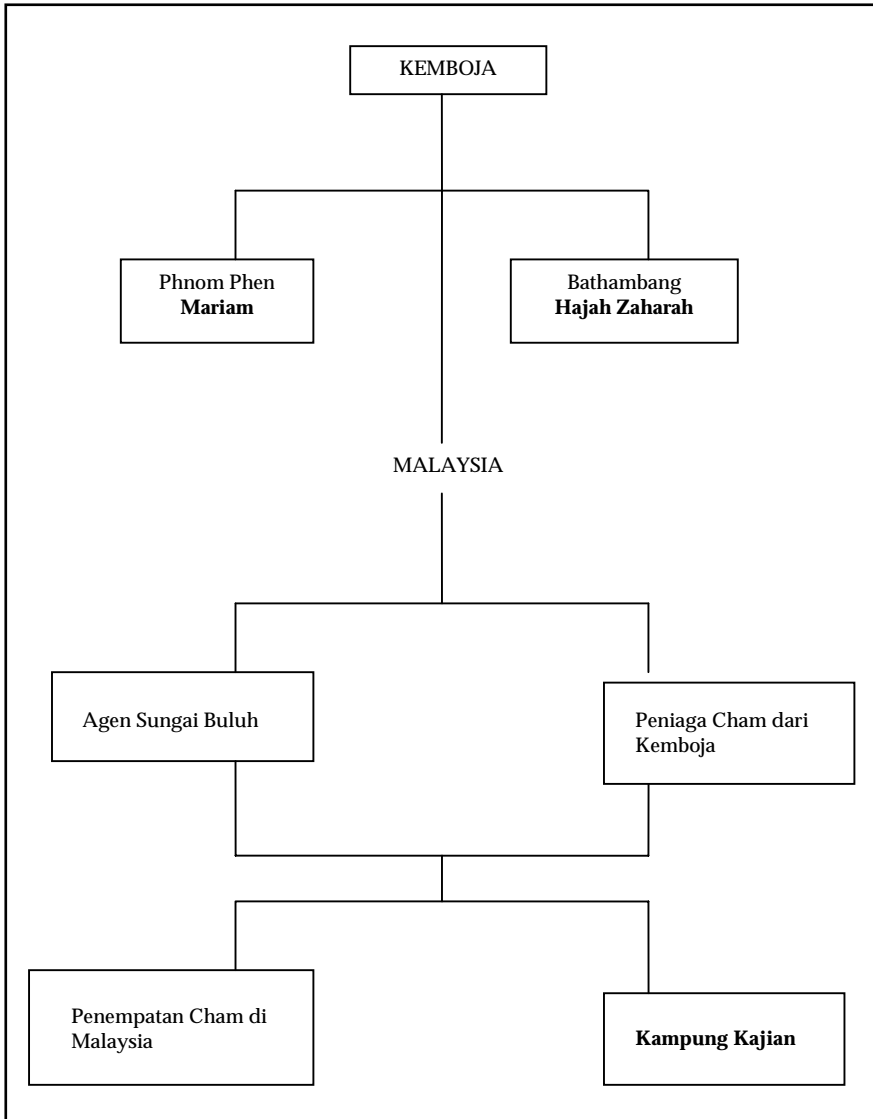 KEMBOJA
Phnom Phen
Mariam
Bathambang
Hajah Zaharah
MALAYSIA
Agen Sungai Buluh
Peniaga Cham dari
Kemboja
Penempatan Cham di
Malaysia
Kampung Kajian